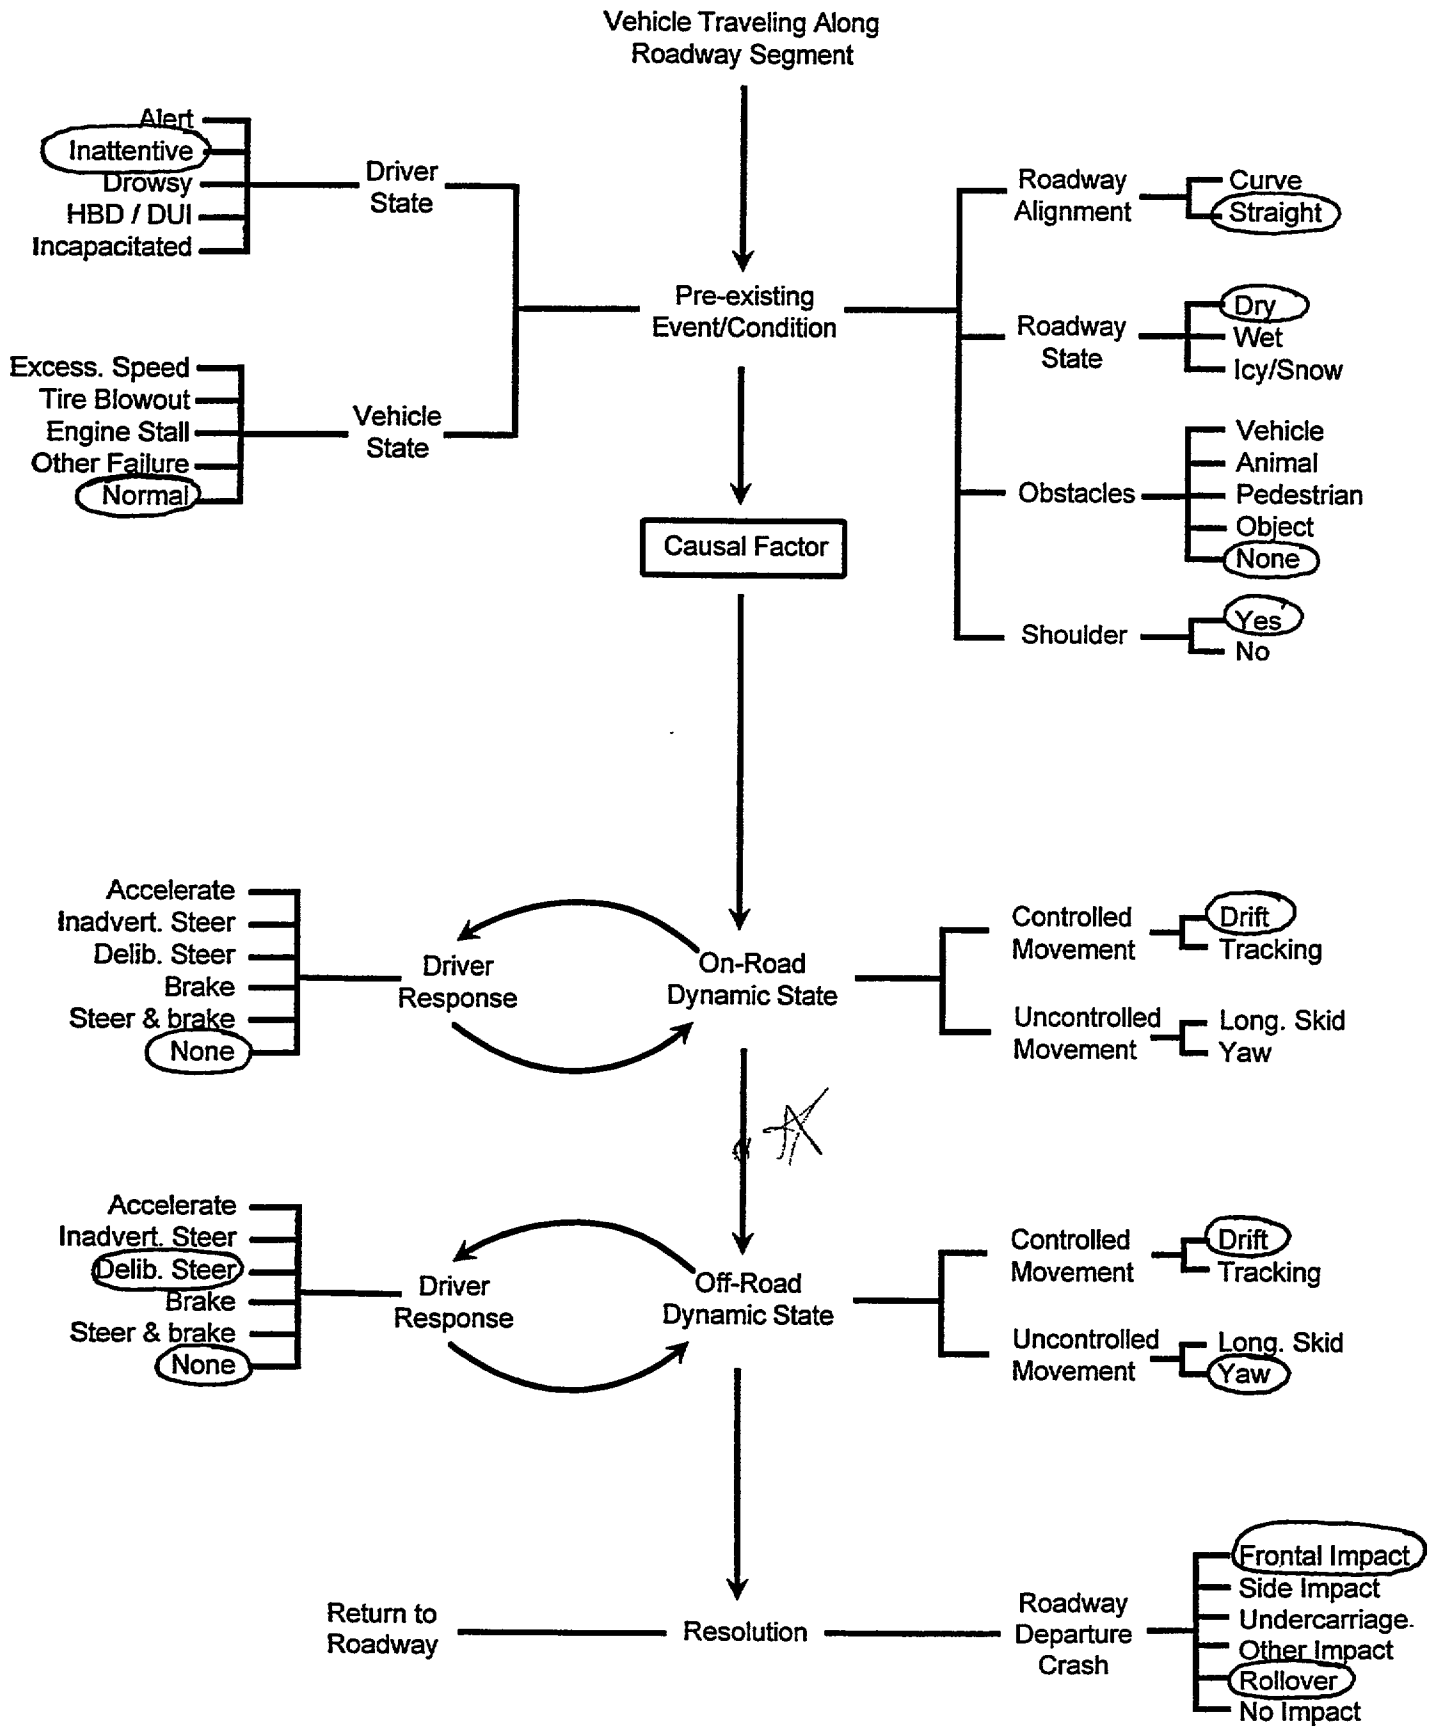 Vehicle Traveling Along
Roadway Segment
Alert
Inattentive
Drowsy
HBD / DUI
Incapacitated
Driver
State
Excess. Speed
Tire Blowout
Engine Stall
Other Failure
Normal
Vehicle
State
Pre-existing
Event/Condition
Roadway
Alignment
Curve
Straight
Roadway
State
Dry
Wet
Icy/Snow
Obstacles
Vehicle
Animal
Pedestrian
Object
None
Shoulder
Yes
No
Causal Factor
Accelerate
Inadvert. Steer
Delib. Steer
Brake
Steer & brake
None
Driver
Response
On-Road
Dynamic State
Controlled
Movement
Drift
Tracking
Uncontrolled
Movement
Long. Skid
Yaw
Accelerate
Inadvert. Steer
Delib. Steer
Brake
Steer & brake
None
Driver
Response
Off-Road
Dynamic State
Controlled
Movement
Drift
Tracking
Uncontrolled
Movement
Long. Skid
Yaw
Return to
Roadway
Resolution
Roadway
Departure
Crash
Frontal Impact
Side Impact
Undercarriage.
Other Impact
Rollover
No Impact